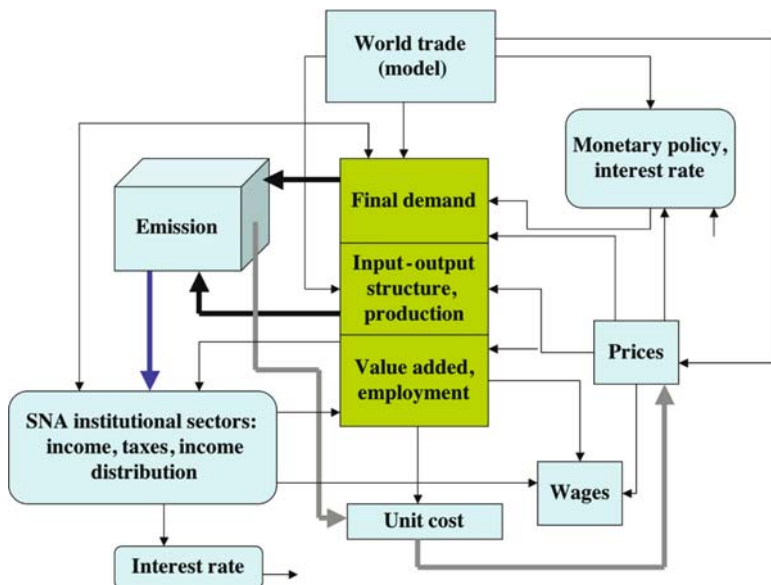 World trade
(model)
Monetary policy,
interest rate
Final demand
Emission
Input-output
structure,
production
Prices
Value added,
employment
SNA institutional sectors:
income, taxes, income
distribution
Wages
Unit cost
Interest rate